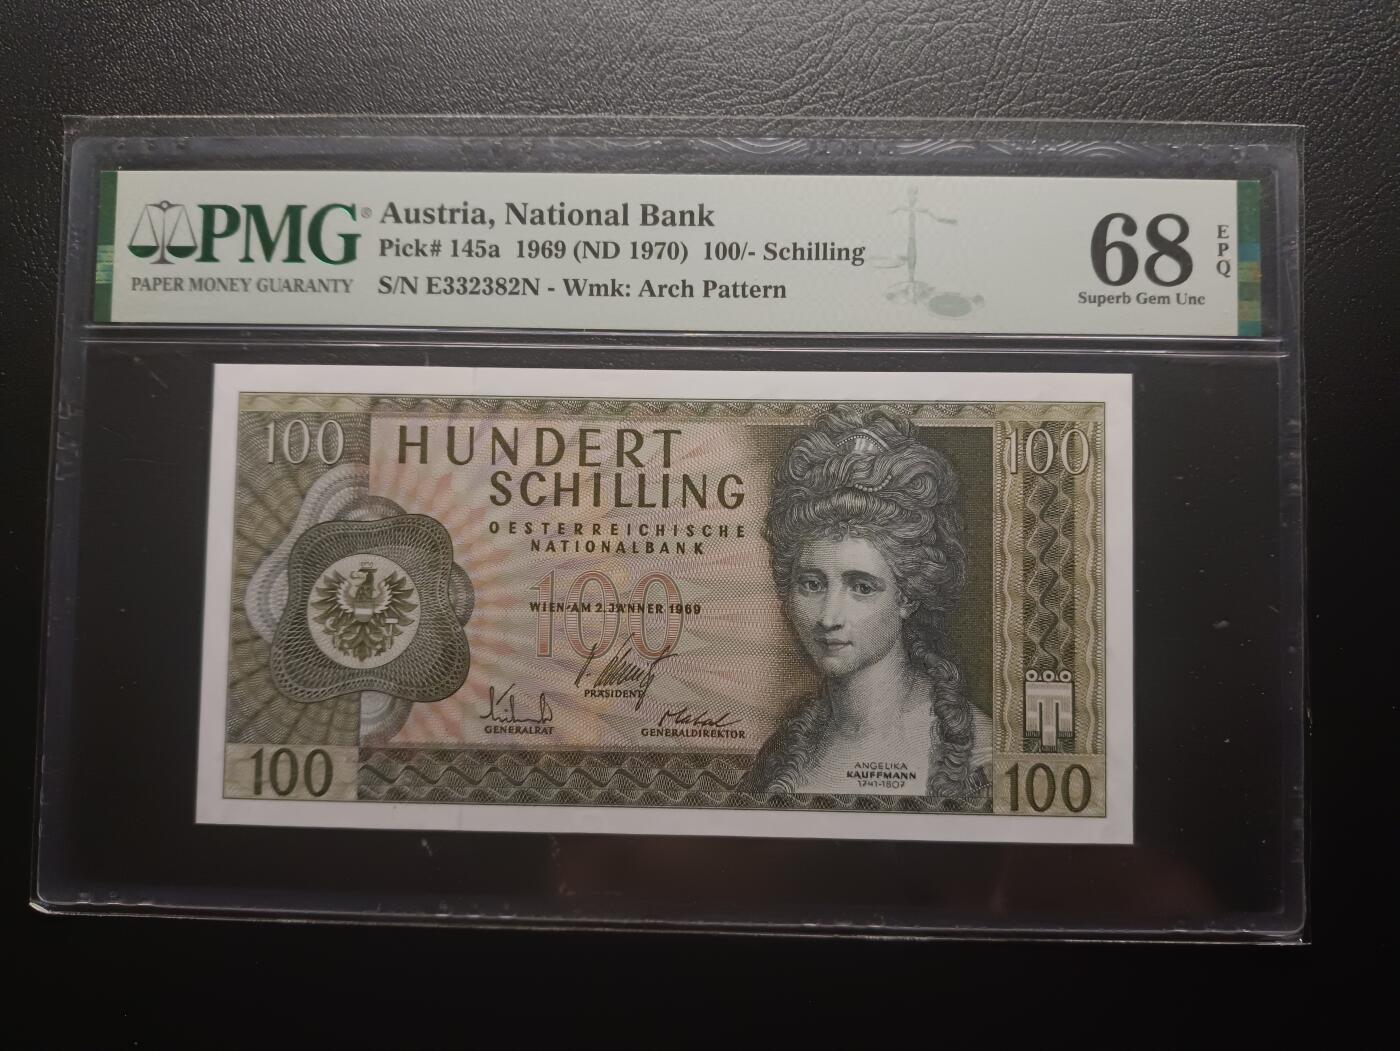 PMG®
PAPER MONEY GUARANTY
Austria, National Bank
Pick# 145a 1969 (ND 1970) 100/- Schilling
S/N E332382N - Wmk: Arch Pattern
68
EPQ
Superb Gem Unc
100
HUNDERT
SCHILLING
OESTERREICHISCHE
NATIONALBANK
100
100
WIEN·AM 2. JÄNNER 1969
PRÄSIDENT
GENERALRAT
GENERALDIREKTOR
ANGELIKA
KAUFFMANN
1741-1807
100
100